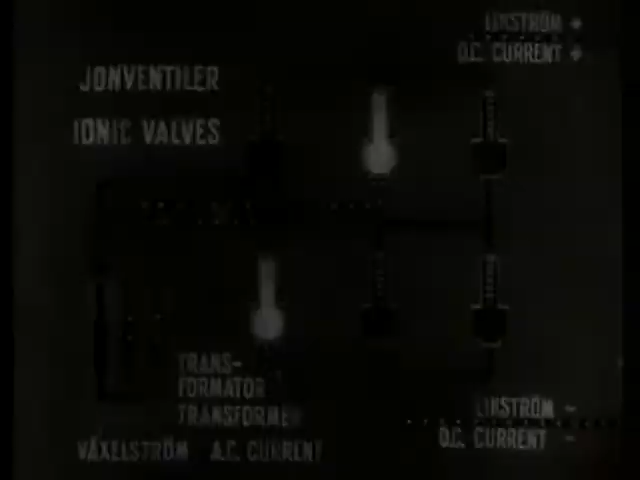 LIKSTRÖM +
D.C. CURRENT +
JONVENTILER
IONIC VALVES
TRANS-
FORMATOR
TRANSFORMER
LIKSTRÖM -
D.C. CURRENT -
VÄXELSTRÖM A.C. CURRENT